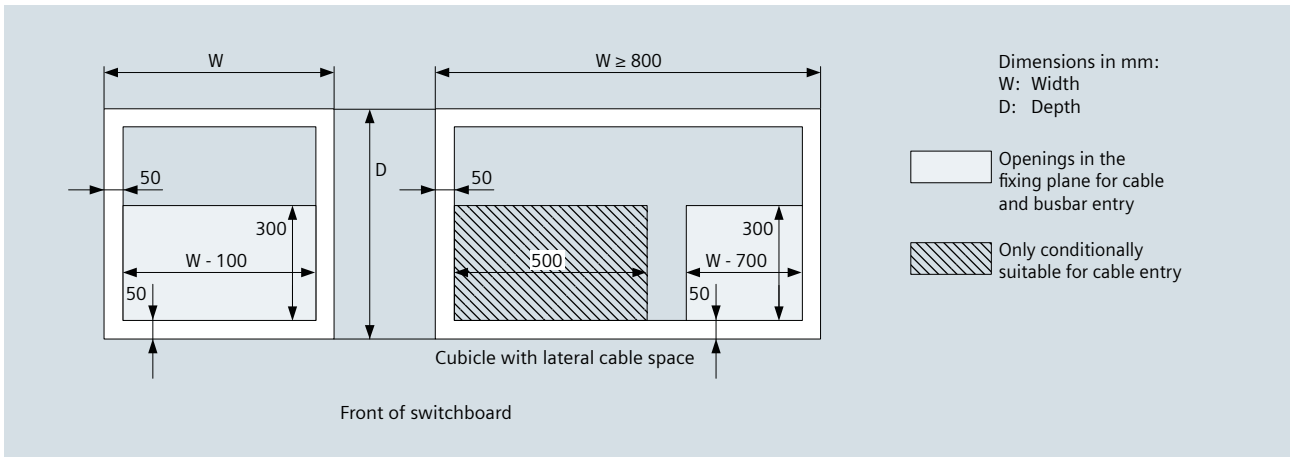 W
W ≥ 800
Dimensions in mm:
W: Width
D: Depth
D
50
50
Openings in the
fixing plane for cable
and busbar entry
300
300
Only conditionally
suitable for cable entry
W - 100
500
W - 700
50
50
Cubicle with lateral cable space
Front of switchboard